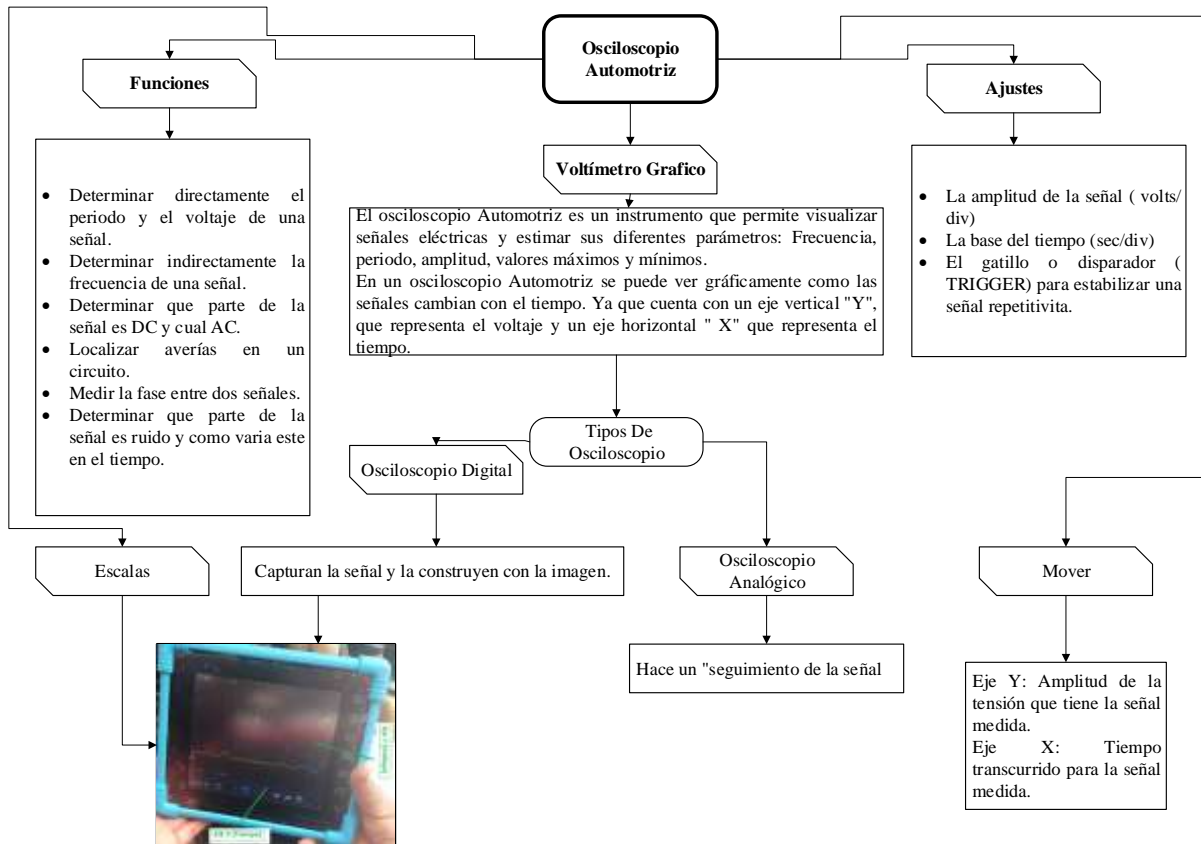 Osciloscopio
Automotriz
Funciones
Determinar directamente el
periodo y el voltaje de una
señal.
Determinar indirectamente la
frecuencia de una señal.
Determinar que parte de la
señal es DC y cual AC.
Localizar averías en un
circuito.
Medir la fase entre dos señales.
Determinar que parte de la
señal es ruido y como varia este
en el tiempo.
Voltímetro Grafico
El osciloscopio Automotriz es un instrumento que permite visualizar
señales eléctricas y estimar sus diferentes parámetros: Frecuencia,
periodo, amplitud, valores máximos y mínimos.
En un osciloscopio Automotriz se puede ver gráficamente como las
señales cambian con el tiempo. Ya que cuenta con un eje vertical "Y",
que representa el voltaje y un eje horizontal " X" que representa el
tiempo.
Ajustes
La amplitud de la señal ( volts/
div)
La base del tiempo (sec/div)
El gatillo o disparador (
TRIGGER) para estabilizar una
señal repetitivita.
Tipos De
Osciloscopio
Osciloscopio Digital
Escalas
Capturan la señal y la construyen con la imagen.
Osciloscopio
Analógico
Mover
Hace un "seguimiento de la señal
Eje Y: Amplitud de la
tensión que tiene la señal
medida.
Eje X: Tiempo
transcurrido para la señal
medida.